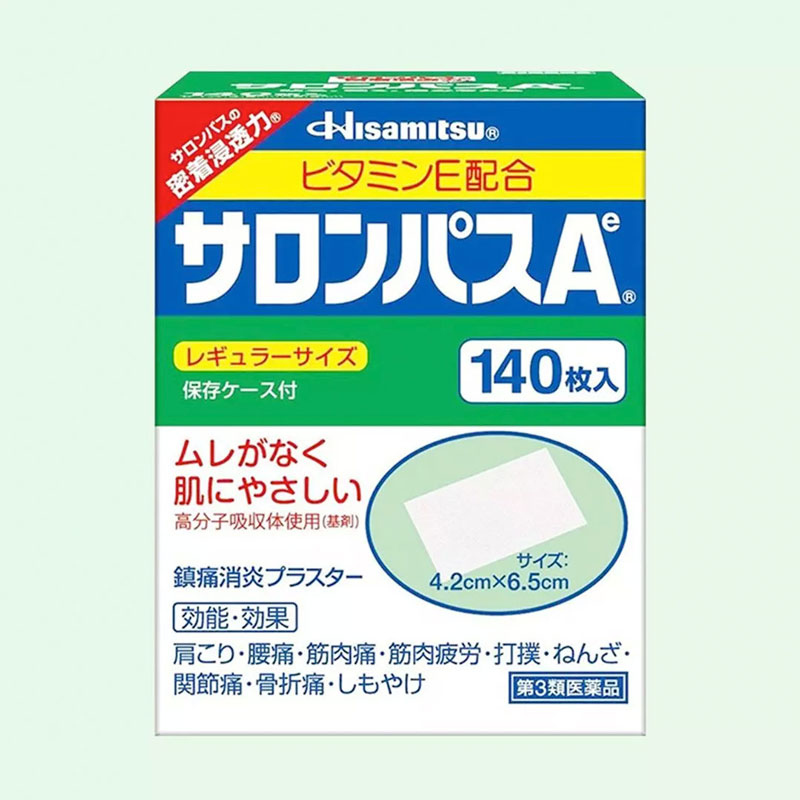 140
サロンパスの
密着浸透力®
Hisamitsu®
ビタミンE配合
サロンパスAe®
レギュラーサイズ
140枚入
保存ケース付
ムレがなく
肌にやさしい
高分子吸収体使用(基剤)
サイズ:
4.2cm×6.5cm
鎮痛消炎プラスター
効能・効果
肩こり・腰痛・筋肉痛・筋肉疲労・打撲・ねんざ・
関節痛・骨折痛・しもやけ
第3類医薬品